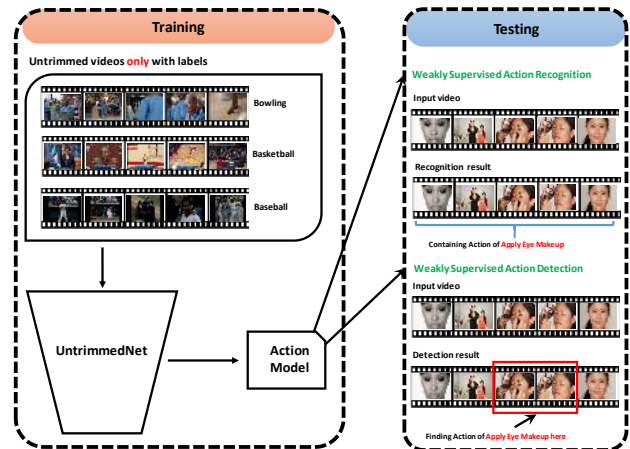 Training
Untrimmed videos only with labels
Bowling
Basketball
Baseball
UntrimmedNet
Action
Model
Testing
Weakly Supervised Action Recognition
Input video
Recognition result
Containing Action of Apply Eye Makeup
Weakly Supervised Action Detection
Input video
Detection result
Finding Action of Apply Eye Makeup here